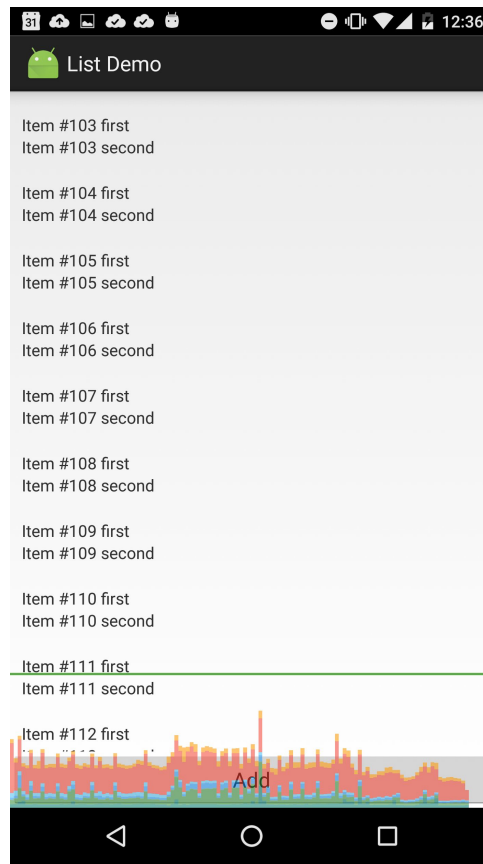 31
12:36
List Demo
Item #103 first
Item #103 second
Item #104 first
Item #104 second
Item #105 first
Item #105 second
Item #106 first
Item #106 second
Item #107 first
Item #107 second
Item #108 first
Item #108 second
Item #109 first
Item #109 second
Item #110 first
Item #110 second
Item #111 first
Item #111 second
Item #112 first
Add